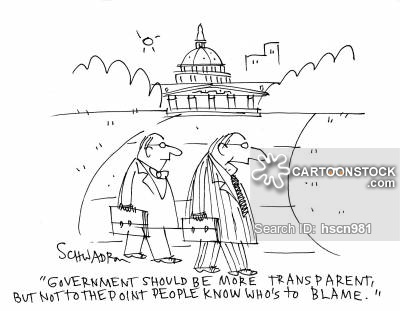 CS
CARTOONSTOCK
.com
Search ID: hscn981
SCHWADRON
"GOVERNMENT SHOULD BE MORE TRANSPARENT,
BUT NOT TO THE POINT PEOPLE KNOW WHO'S TO BLAME."